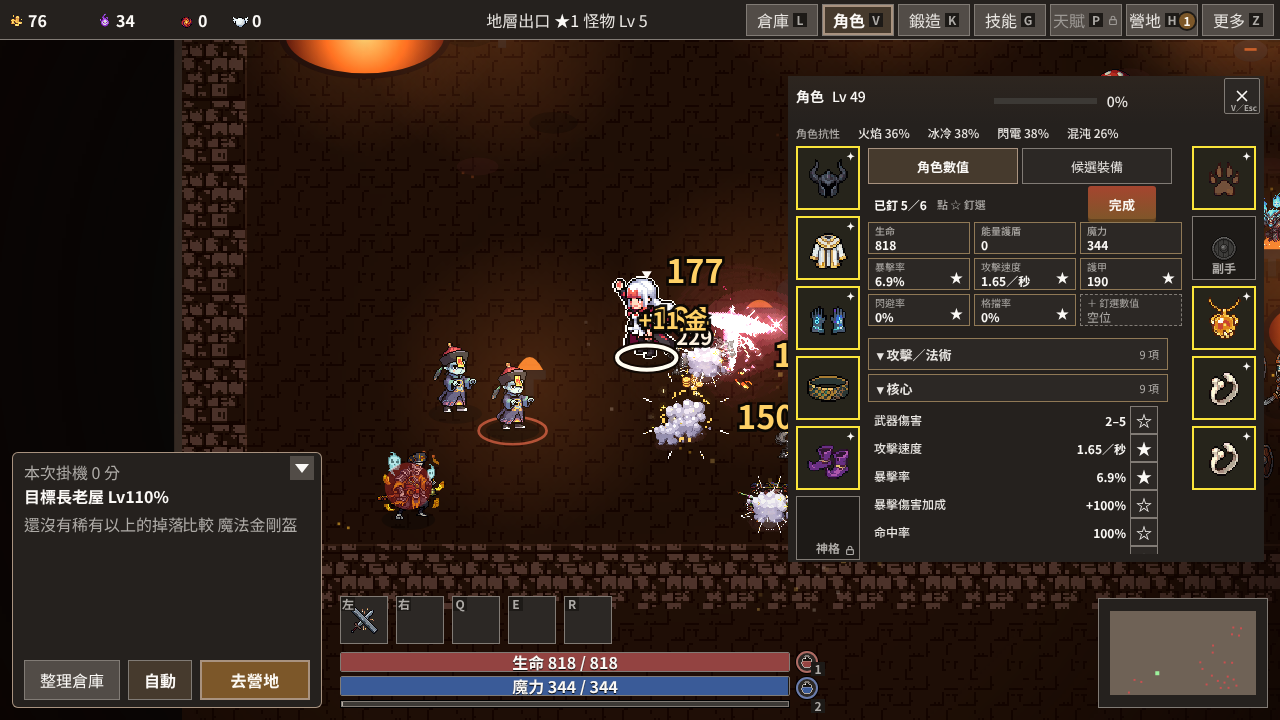 76
34
0
0
地層出口 ★1 怪物 Lv 5
倉庫 L
角色 V
鍛造 K
技能 G
天賦 P
營地 H 1
更多 Z
角色 Lv 49
0%
V／Esc
角色抗性 火焰 36% 冰冷 38% 閃電 38% 混沌 26%
角色數值
候選裝備
已釘 5／6 點 ☆ 釘選
完成
生命
818
能量護盾
0
魔力
344
暴擊率
6.9% ★
攻擊速度
1.65／秒 ★
護甲
190 ★
閃避率
0% ★
格擋率
0% ★
＋ 釘選數值
空位
副手
神格
▼攻擊／法術 9 項
▼核心 9 項
武器傷害 2–5 ☆
攻擊速度 1.65／秒 ★
暴擊率 6.9% ★
暴擊傷害加成 +100% ☆
命中率 100% ☆
177
+11金
229
150
本次掛機 0 分
目標長老屋 Lv110%
還沒有稀有以上的掉落比較 魔法金剛盔
整理倉庫
自動
去營地
左
右
Q
E
R
生命 818 / 818
1
魔力 344 / 344
2